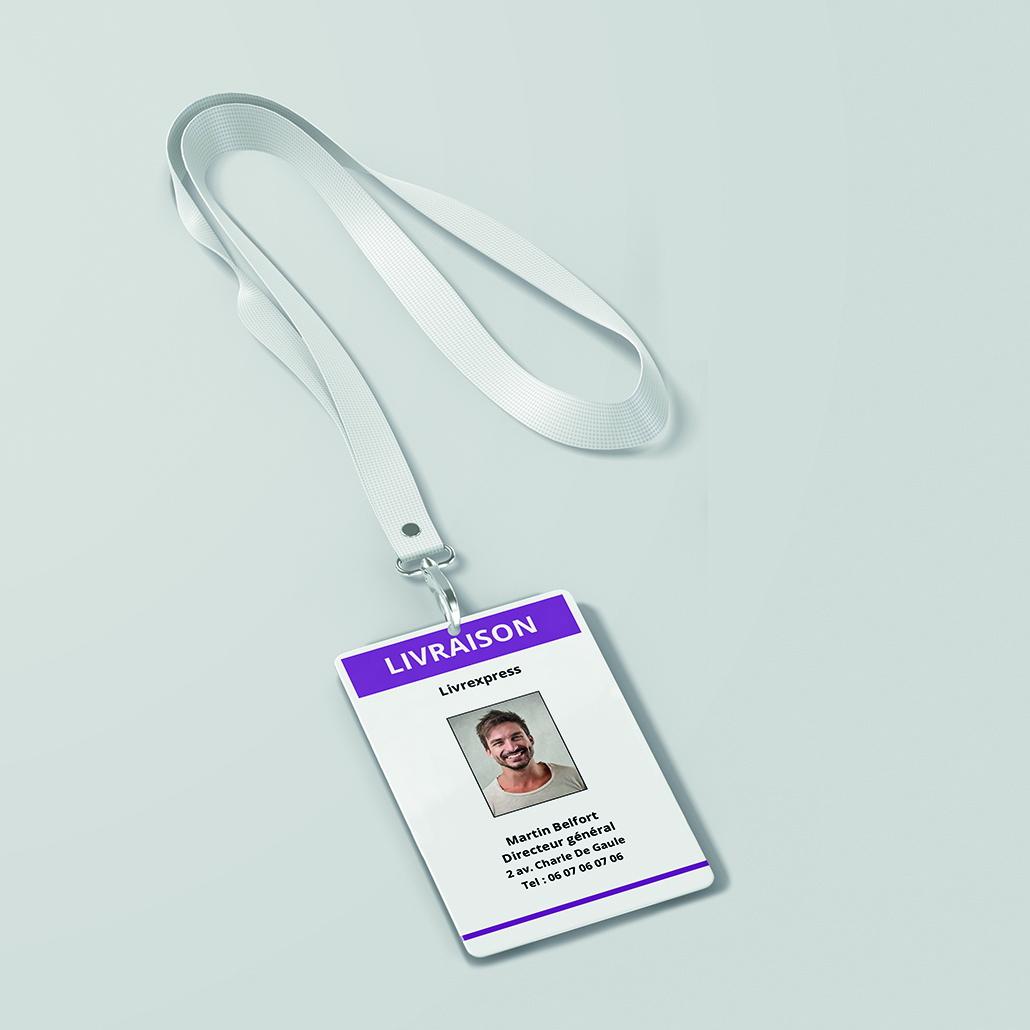 LIVRAISON
Livrexpress
Martin Belfort
Directeur général
2 av. Charle De Gaule
Tel : 06 07 06 07 06